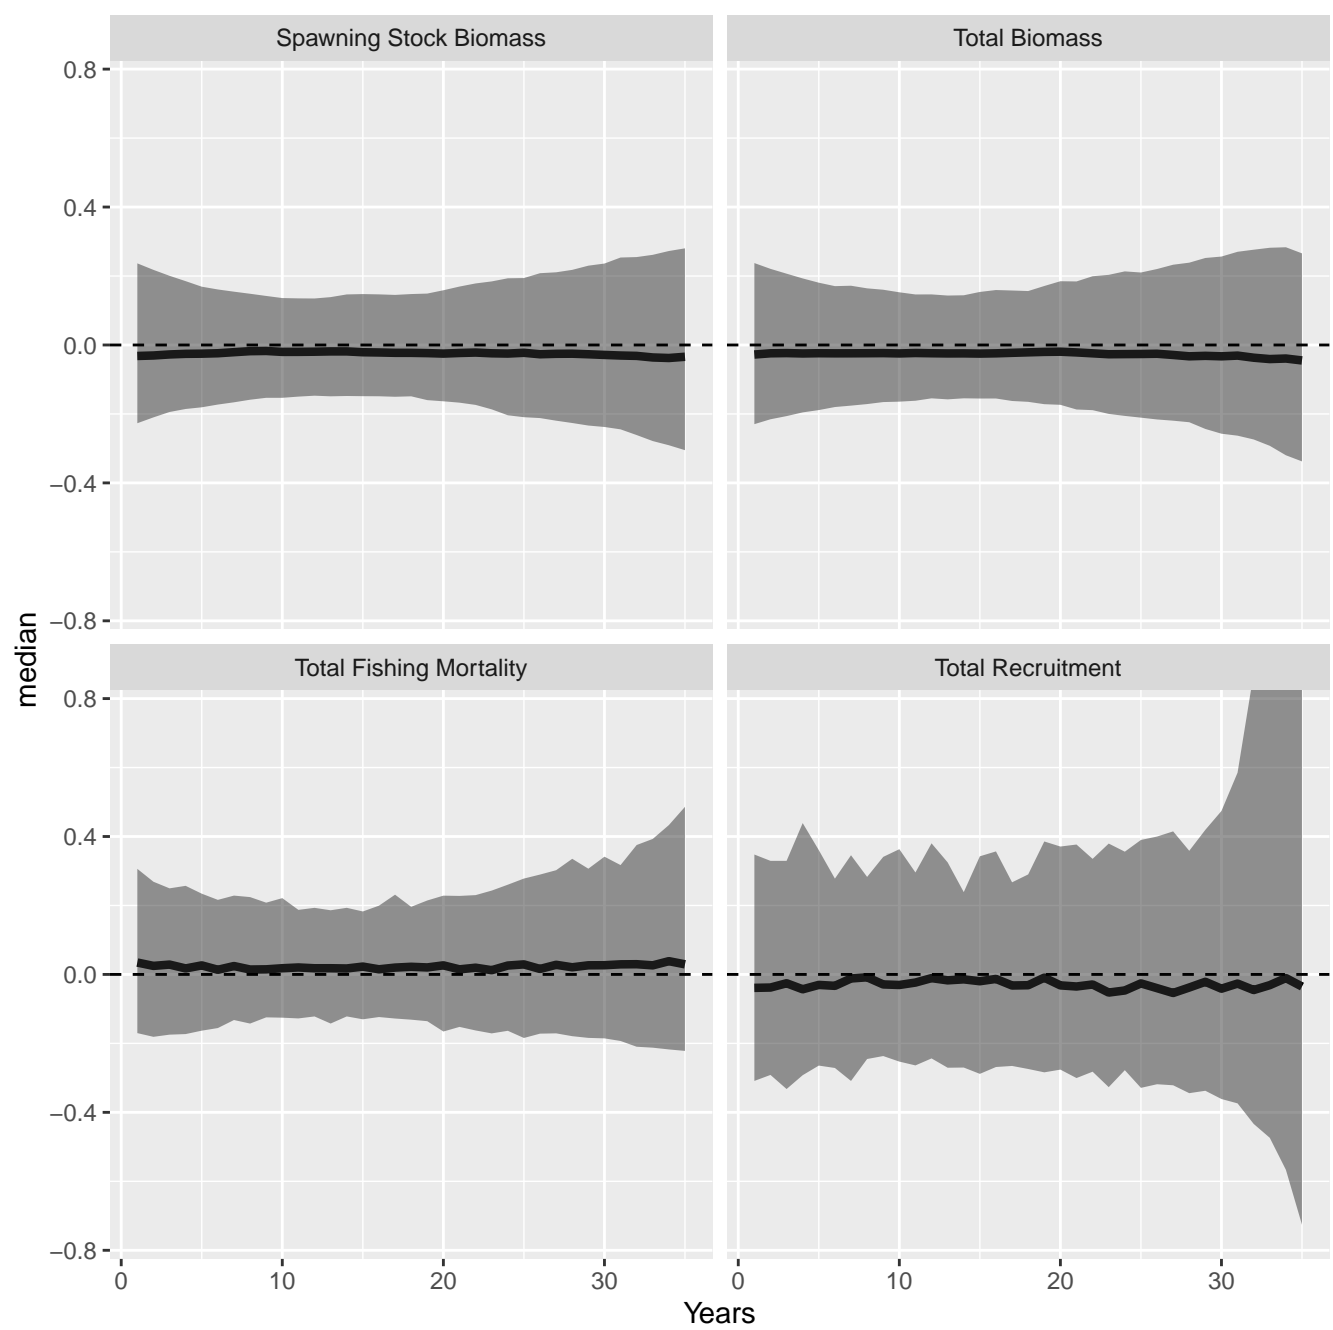 Spawning Stock Biomass
Total Biomass
0.8
0.4
0.0
−0.4
−0.8
median
Total Fishing Mortality
Total Recruitment
0.8
0.4
0.0
−0.4
−0.8
0 10 20 30
0 10 20 30
Years